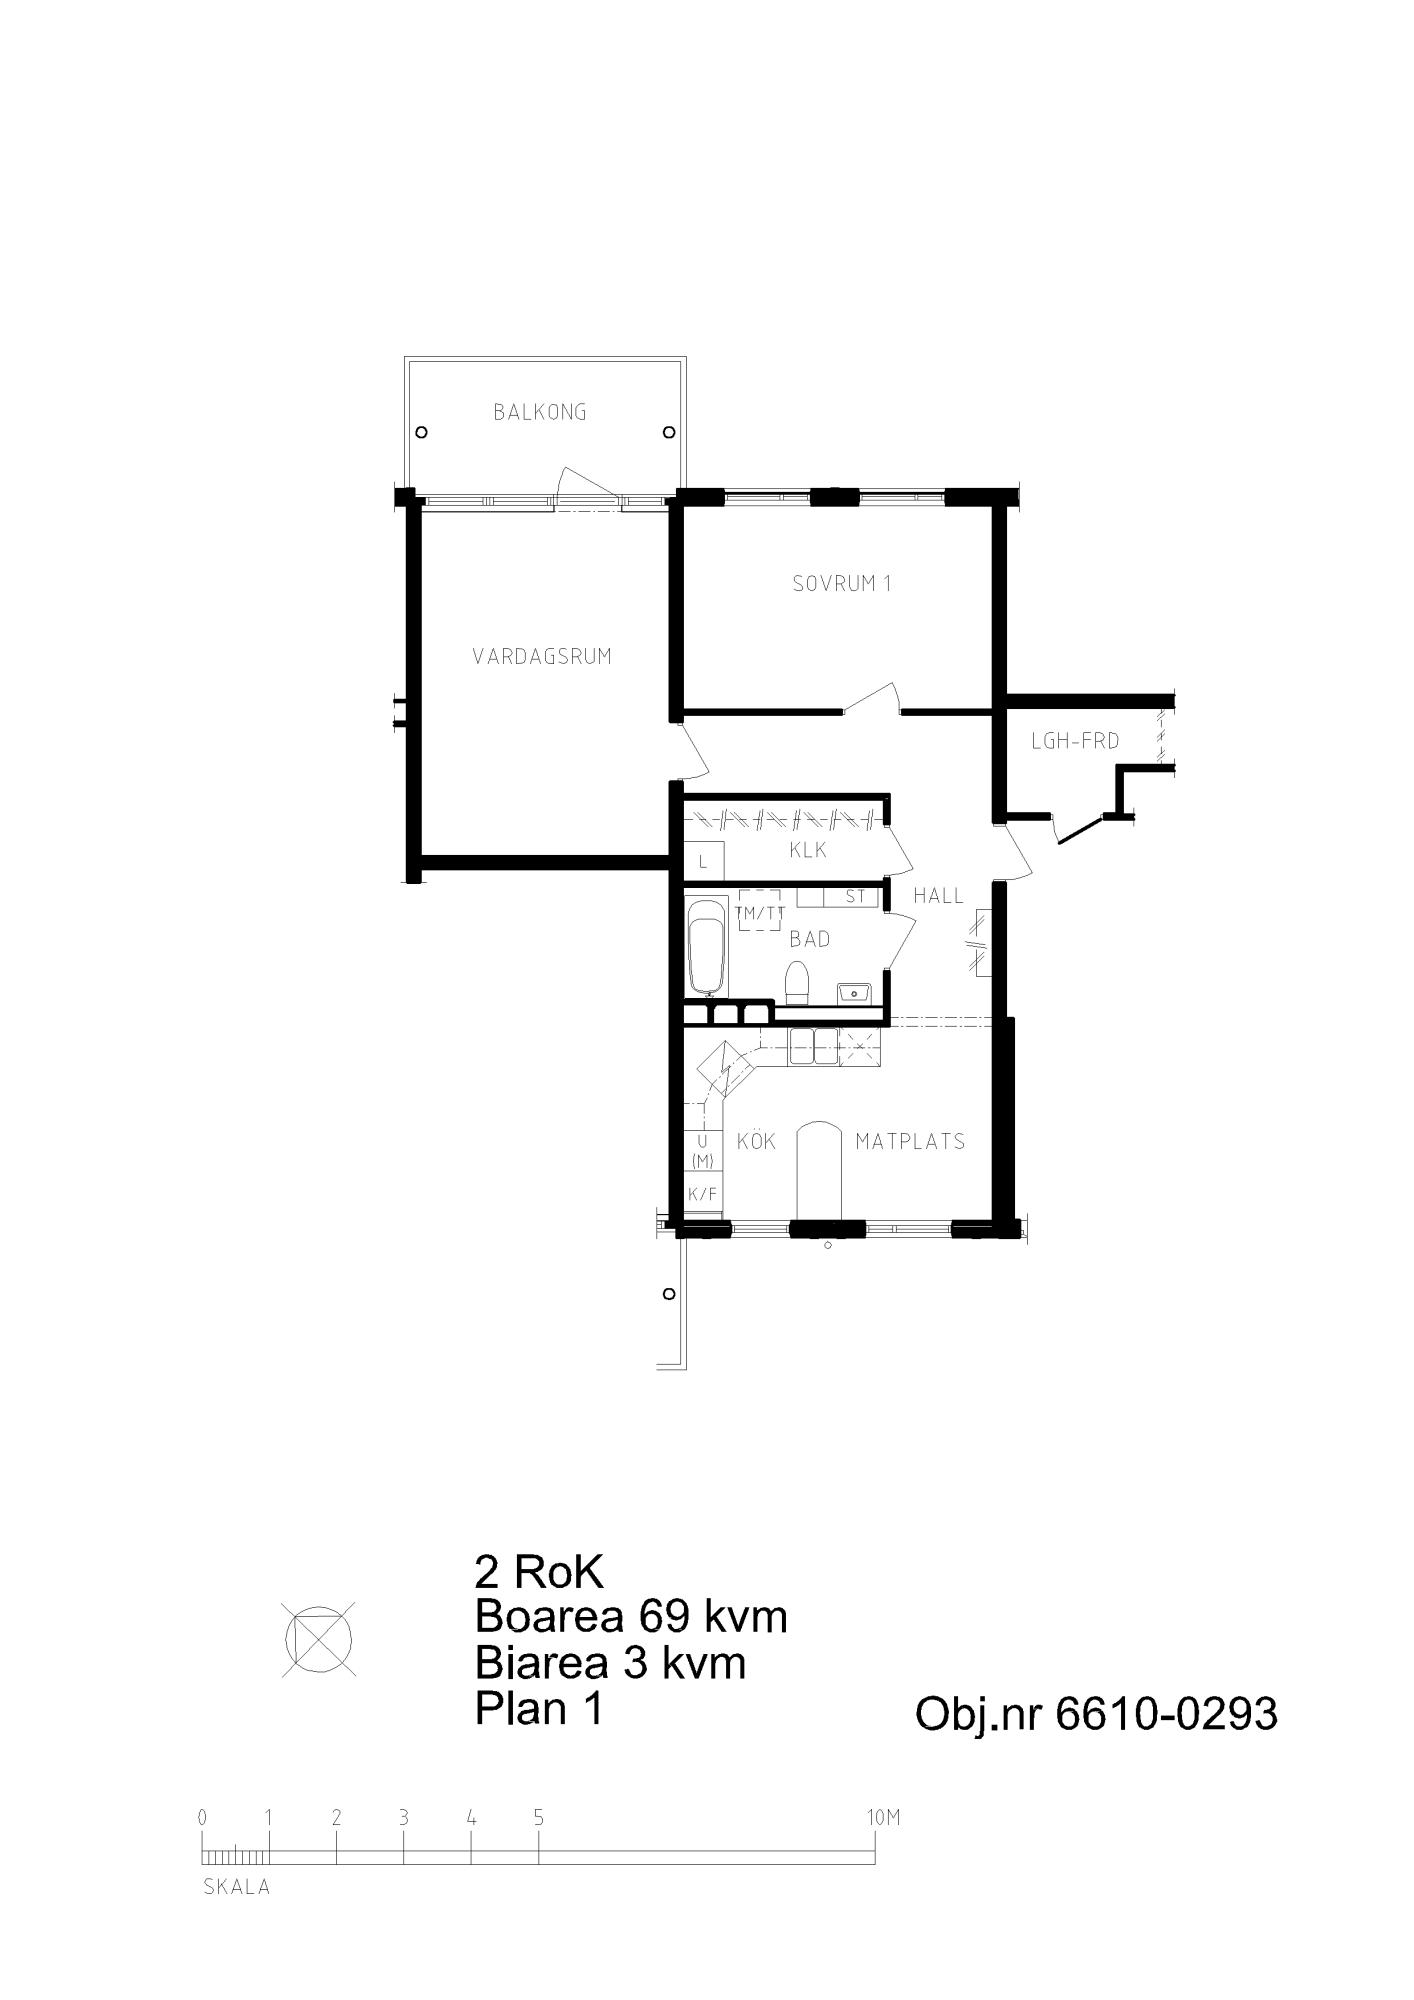 BALKONG
SOVRUM 1
VARDAGSRUM
LGH-FRD
KLK
L
HALL
ST
TM/TT
BAD
KÖK
MATPLATS
U
(M)
K/F
2 RoK
Boarea 69 kvm
Biarea 3 kvm
Plan 1
Obj.nr 6610-0293
0 1 2 3 4 5 10M
SKALA